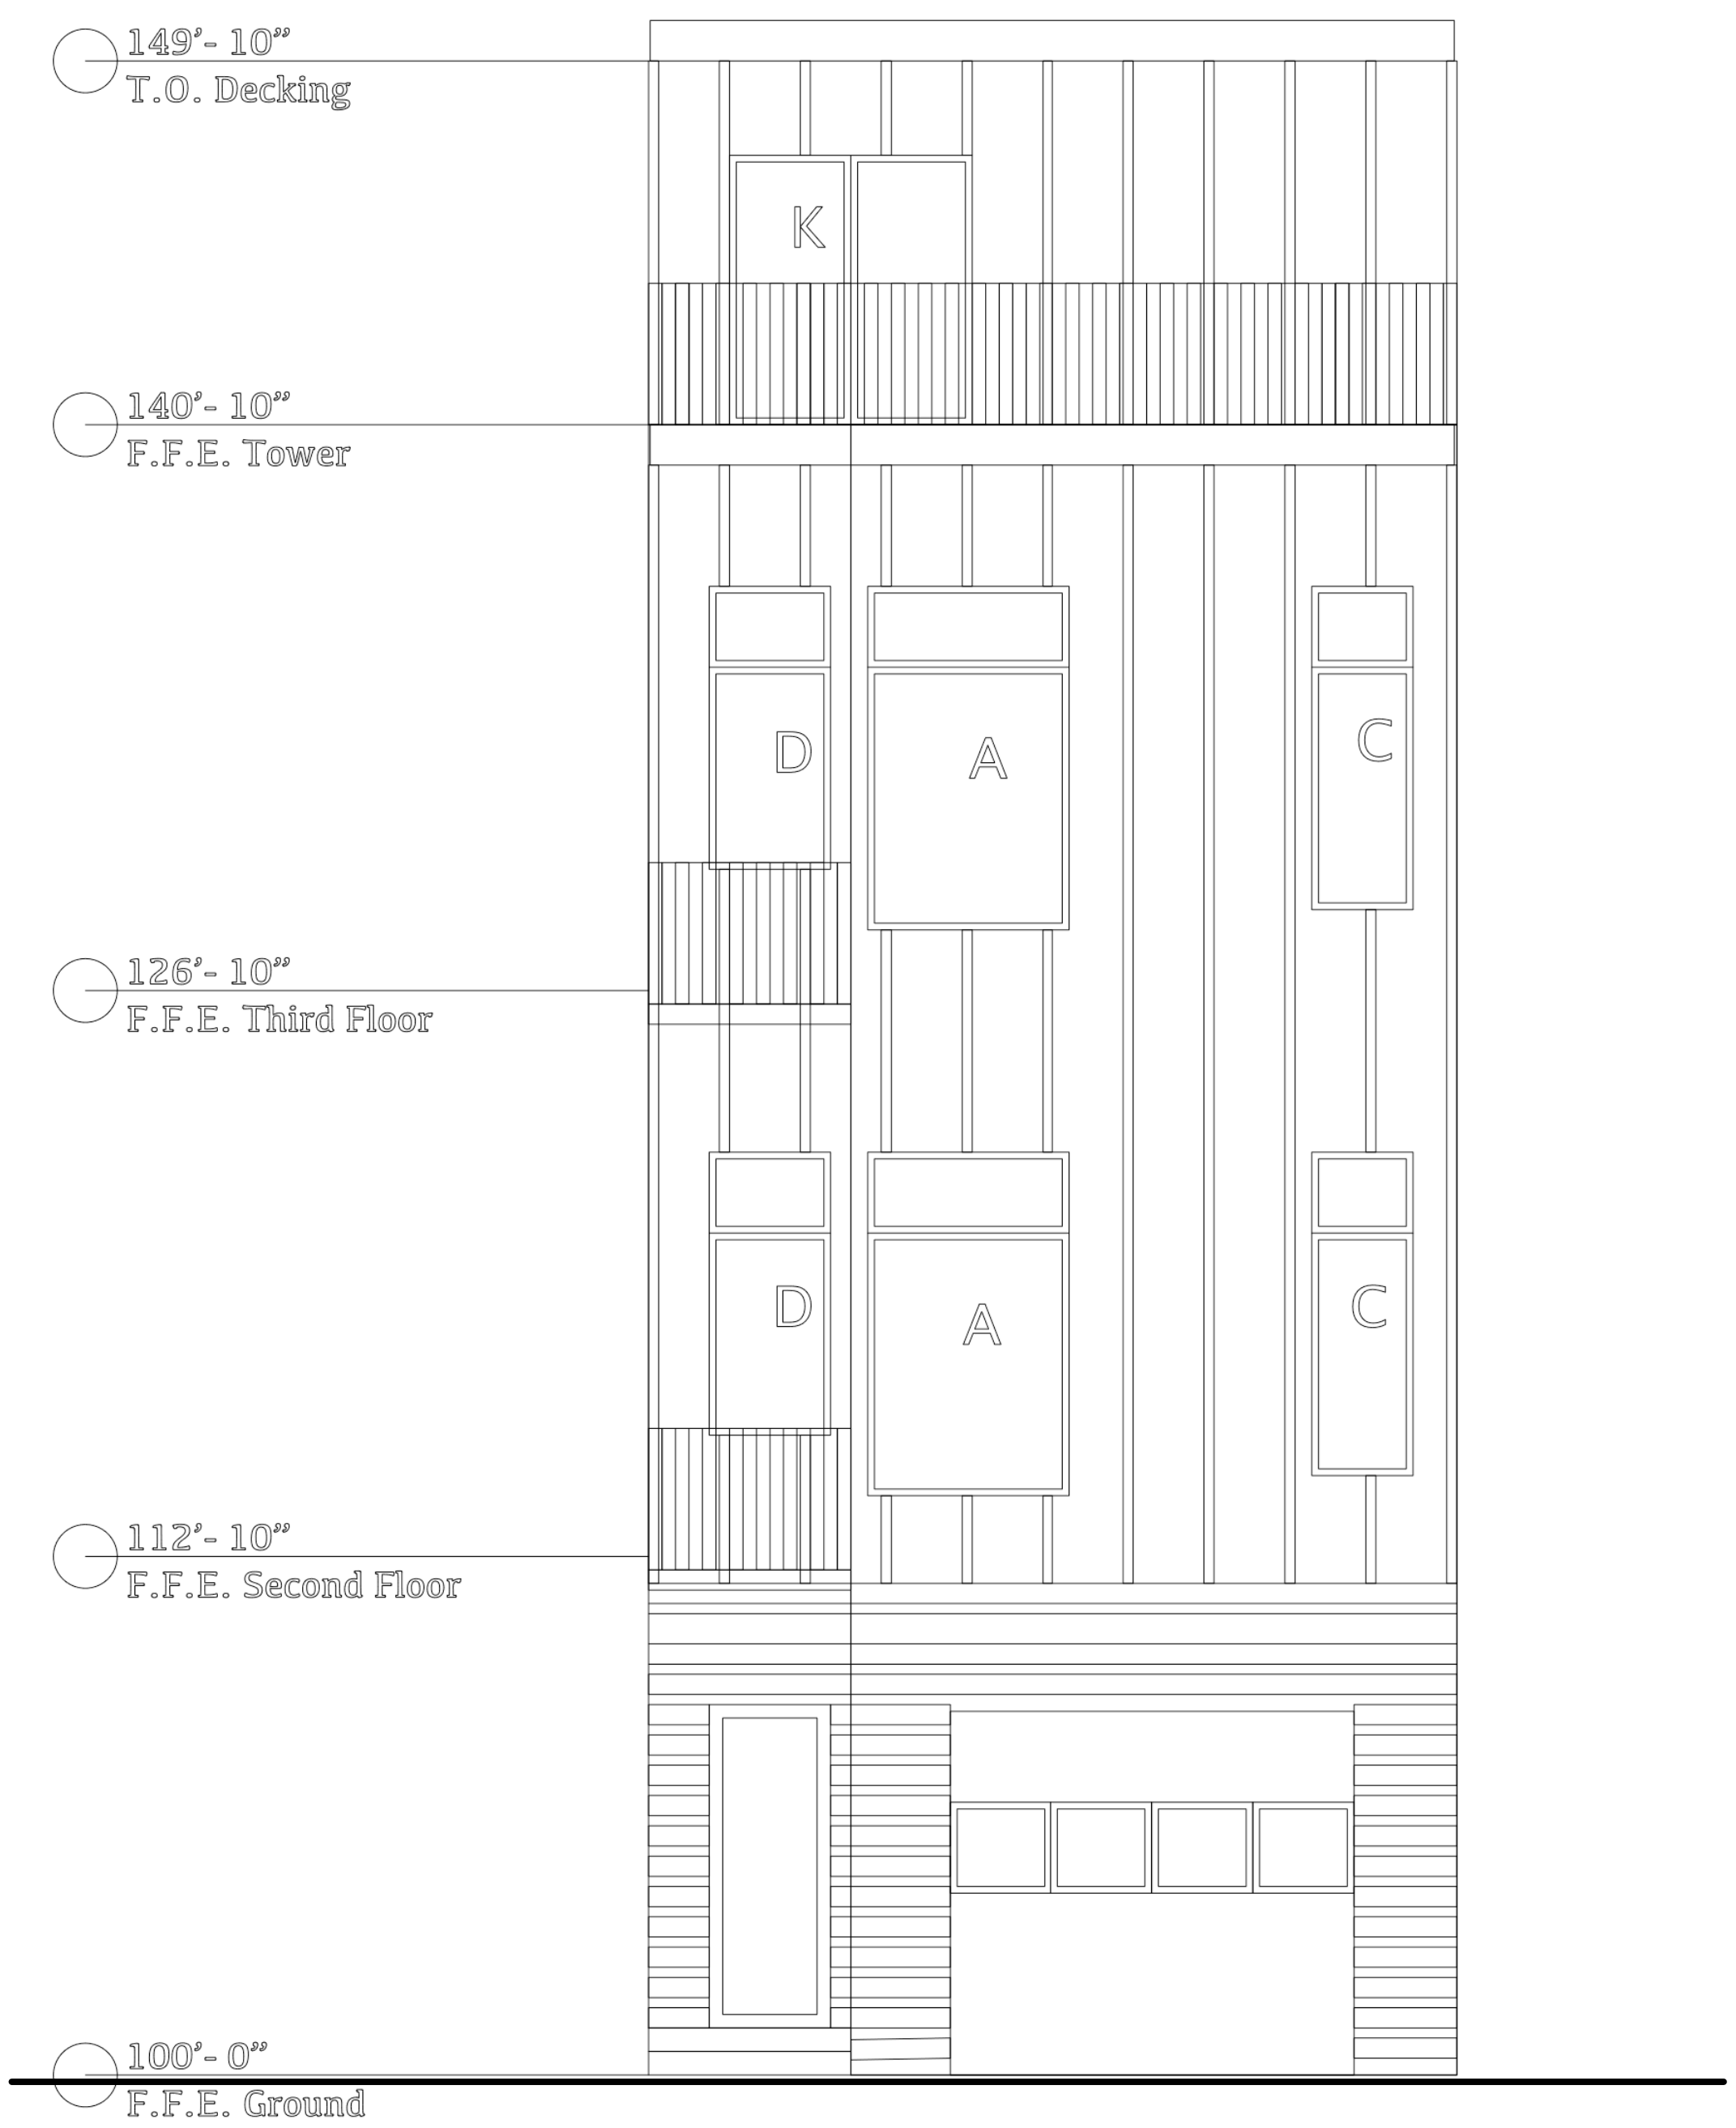 149’- 10”
T.O. Decking
K
140’- 10”
F.F.E. Tower
D
A
C
126’- 10”
F.F.E. Third Floor
D
A
C
112’- 10”
F.F.E. Second Floor
100’- 0”
F.F.E. Ground